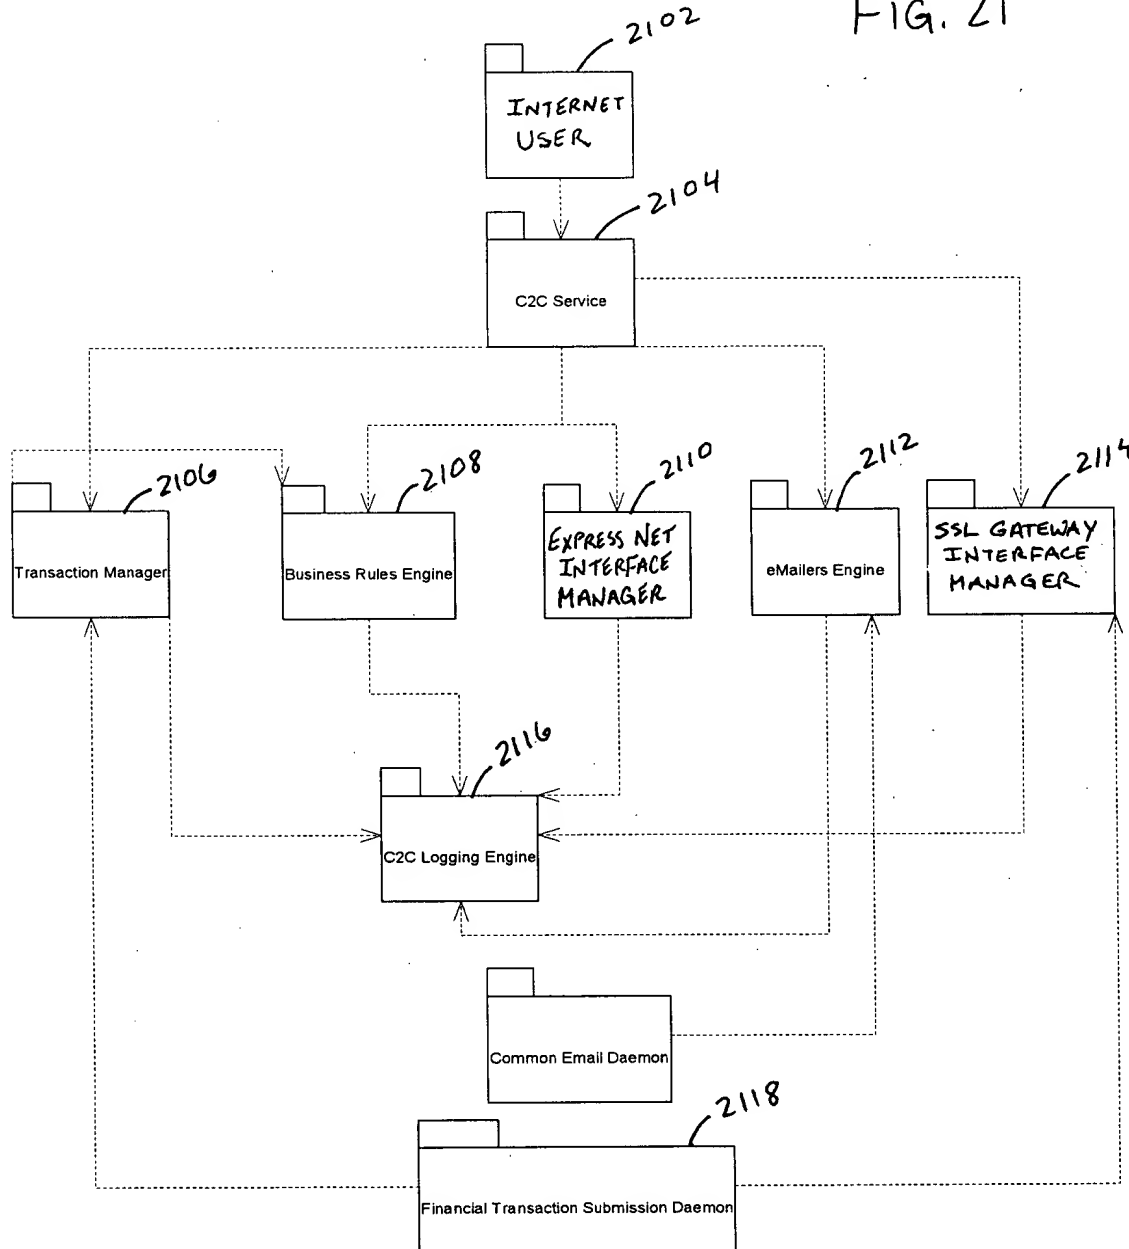 FIG. 21
2102
INTERNET
USER
2104
C2C Service
2106
2108
2110
2112
2114
Transaction Manager
Business Rules Engine
EXPRESS NET
INTERFACE
MANAGER
eMailers Engine
SSL GATEWAY
INTERFACE
MANAGER
2116
C2C Logging Engine
Common Email Daemon
2118
Financial Transaction Submission Daemon